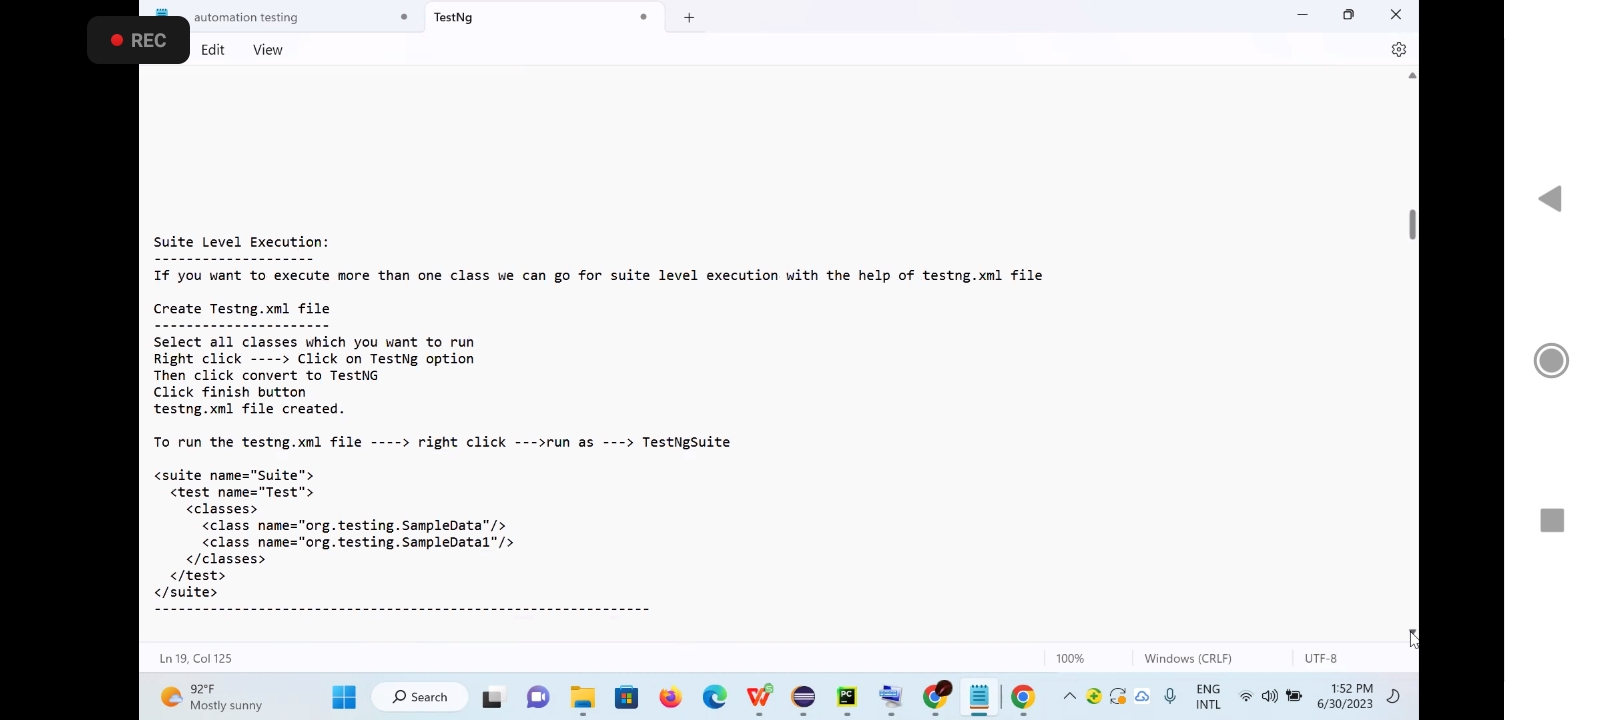 automation testing
TestNg
REC
Edit
View
Suite Level Execution:
--------------------
If you want to execute more than one class we can go for suite level execution with the help of testng.xml file
Create Testng.xml file
----------------------
Select all classes which you want to run
Right click ----> Click on TestNg option
Then click convert to TestNG
Click finish button
testng.xml file created.
To run the testng.xml file ----> right click --->run as ---> TestNgSuite
<suite name="Suite">
<test name="Test">
<classes>
<class name="org.testing.SampleData"/>
<class name="org.testing.SampleData1"/>
</classes>
</test>
</suite>
--------------------------------------------------------------
Ln 19, Col 125
100%
Windows (CRLF)
UTF-8
92°F
Mostly sunny
Search
PC
ENG
INTL
1:52 PM
6/30/2023